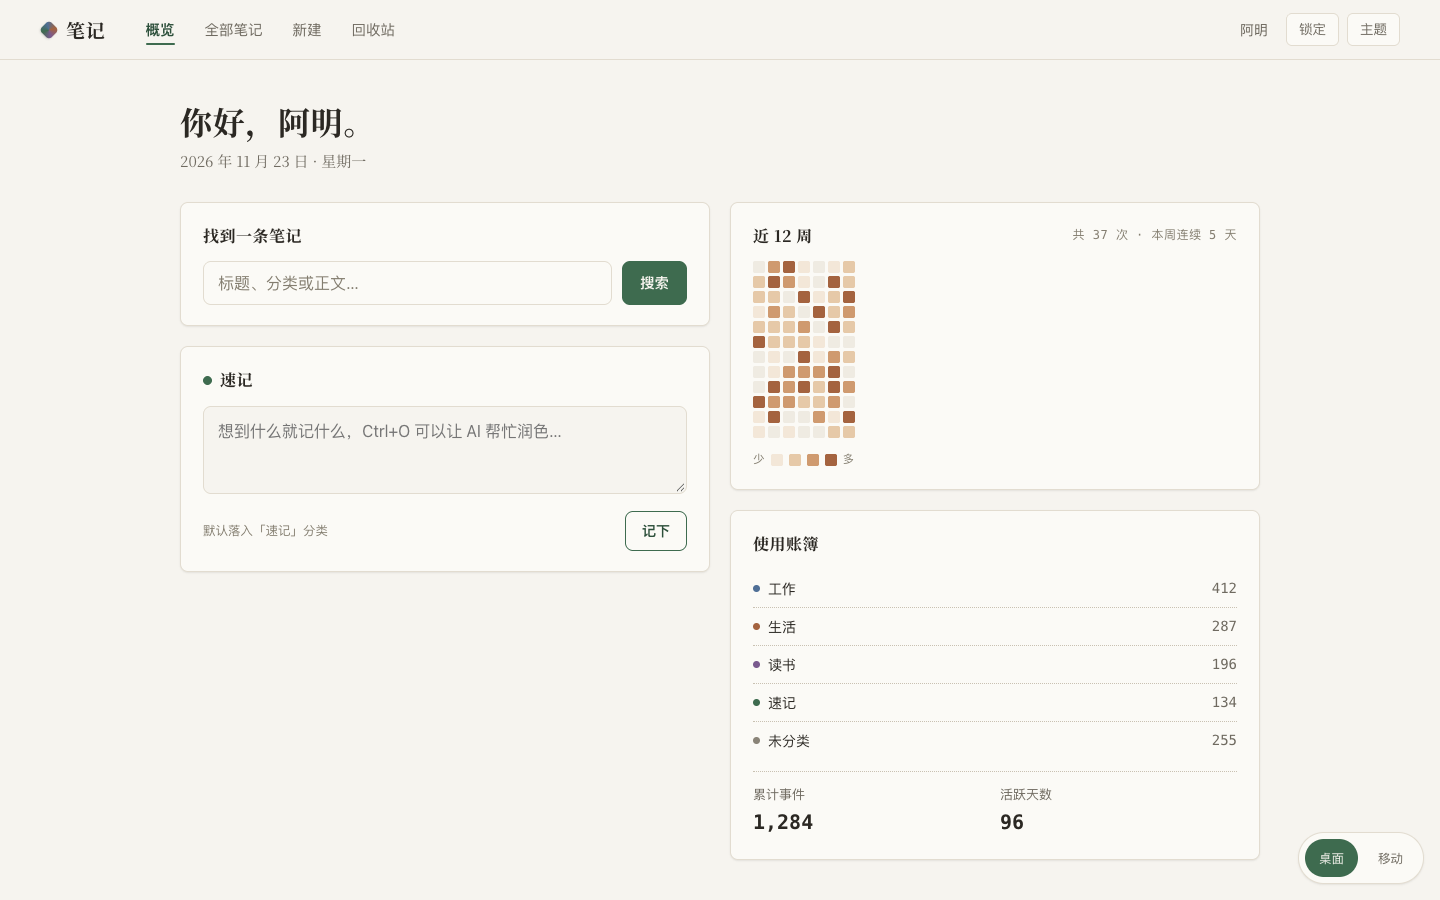 笔记
概览 全部笔记 新建 回收站
阿明 锁定 主题
你好，阿明。
2026 年 11 月 23 日 · 星期一
找到一条笔记
标题、分类或正文...
搜索
速记
想到什么就记什么，Ctrl+O 可以让 AI 帮忙润色...
默认落入「速记」分类
记下
近 12 周
共 37 次 · 本周连续 5 天
少 多
使用账簿
工作 412
生活 287
读书 196
速记 134
未分类 255
累计事件 活跃天数
1,284 96
桌面 移动